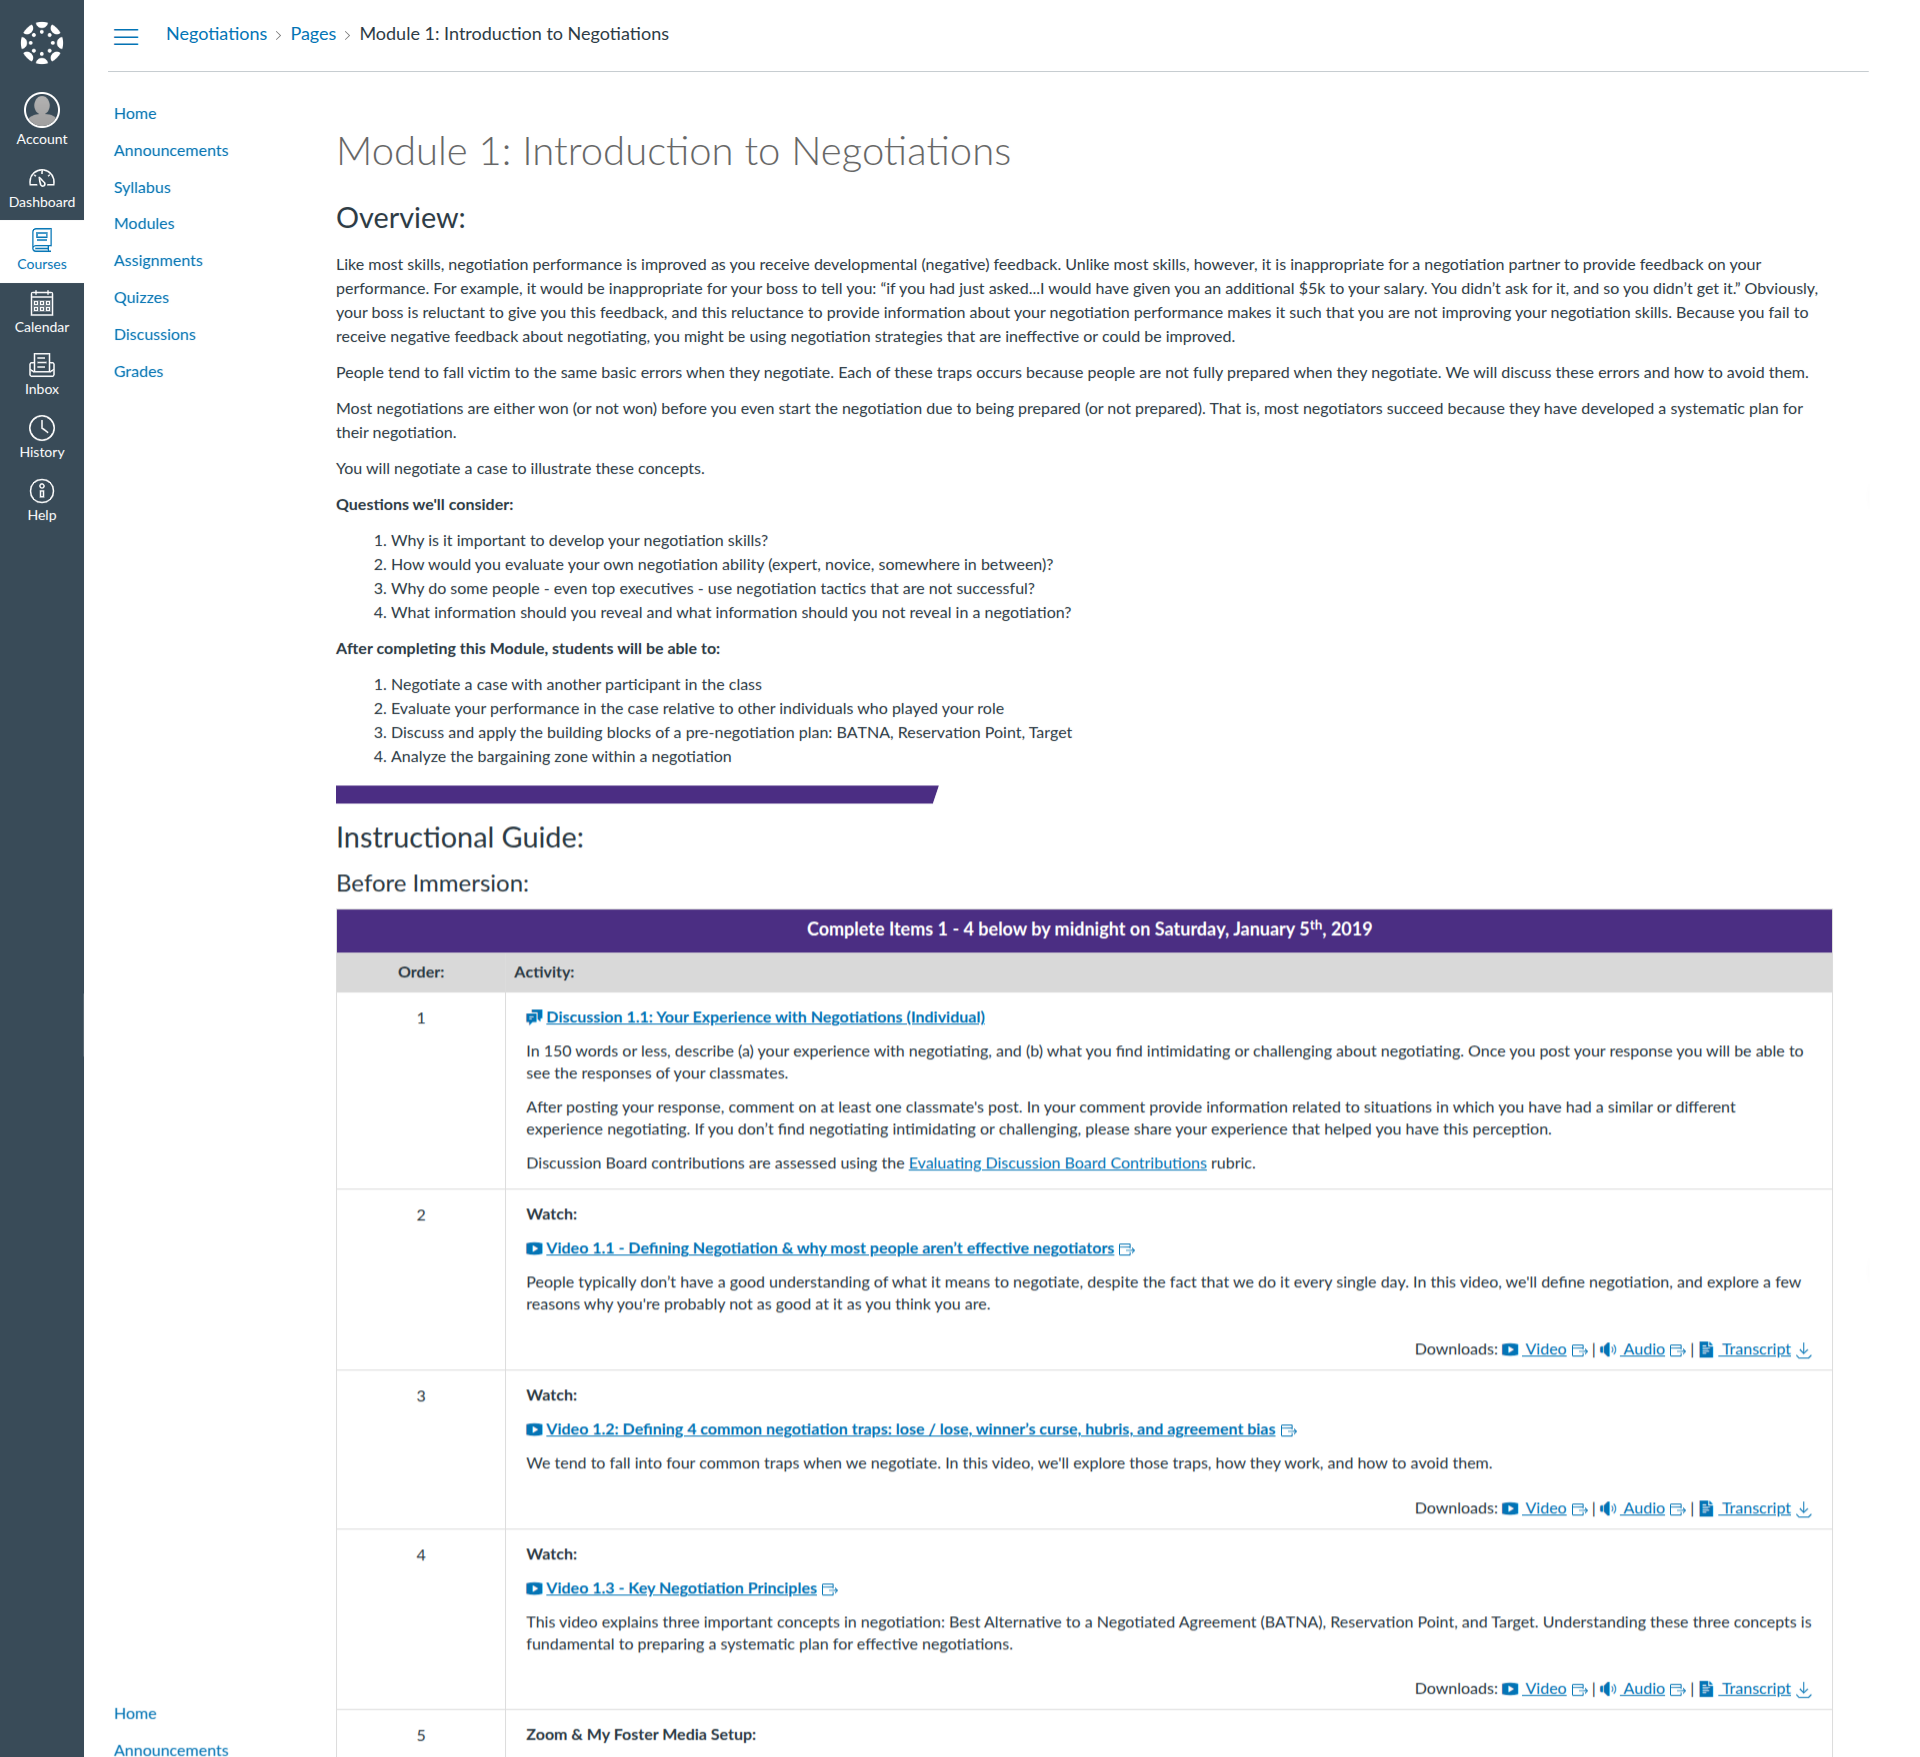 Negotiations > Pages > Module 1: Introduction to Negotiations
Account
Dashboard
Courses
Calendar
Inbox
History
Help
Home
Announcements
Syllabus
Modules
Assignments
Quizzes
Discussions
Grades
Module 1: Introduction to Negotiations
Overview:
Like most skills, negotiation performance is improved as you receive developmental (negative) feedback. Unlike most skills, however, it is inappropriate for a negotiation partner to provide feedback on your
performance. For example, it would be inappropriate for your boss to tell you: “if you had just asked...I would have given you an additional $5k to your salary. You didn’t ask for it, and so you didn’t get it.” Obviously,
your boss is reluctant to give you this feedback, and this reluctance to provide information about your negotiation performance makes it such that you are not improving your negotiation skills. Because you fail to
receive negative feedback about negotiating, you might be using negotiation strategies that are ineffective or could be improved.
People tend to fall victim to the same basic errors when they negotiate. Each of these traps occurs because people are not fully prepared when they negotiate. We will discuss these errors and how to avoid them.
Most negotiations are either won (or not won) before you even start the negotiation due to being prepared (or not prepared). That is, most negotiators succeed because they have developed a systematic plan for
their negotiation.
You will negotiate a case to illustrate these concepts.
Questions we'll consider:
1. Why is it important to develop your negotiation skills?
2. How would you evaluate your own negotiation ability (expert, novice, somewhere in between)?
3. Why do some people - even top executives - use negotiation tactics that are not successful?
4. What information should you reveal and what information should you not reveal in a negotiation?
After completing this Module, students will be able to:
1. Negotiate a case with another participant in the class
2. Evaluate your performance in the case relative to other individuals who played your role
3. Discuss and apply the building blocks of a pre-negotiation plan: BATNA, Reservation Point, Target
4. Analyze the bargaining zone within a negotiation
Instructional Guide:
Before Immersion:
Complete Items 1 - 4 below by midnight on Saturday, January 5th, 2019
Order: Activity:
1
Discussion 1.1: Your Experience with Negotiations (Individual)
In 150 words or less, describe (a) your experience with negotiating, and (b) what you find intimidating or challenging about negotiating. Once you post your response you will be able to
see the responses of your classmates.
After posting your response, comment on at least one classmate's post. In your comment provide information related to situations in which you have had a similar or different
experience negotiating. If you don’t find negotiating intimidating or challenging, please share your experience that helped you have this perception.
Discussion Board contributions are assessed using the Evaluating Discussion Board Contributions rubric.
2
Watch:
Video 1.1 - Defining Negotiation & why most people aren’t effective negotiators
People typically don’t have a good understanding of what it means to negotiate, despite the fact that we do it every single day. In this video, we'll define negotiation, and explore a few
reasons why you're probably not as good at it as you think you are.
Downloads: Video | Audio | Transcript
3
Watch:
Video 1.2: Defining 4 common negotiation traps: lose / lose, winner’s curse, hubris, and agreement bias
We tend to fall into four common traps when we negotiate. In this video, we'll explore those traps, how they work, and how to avoid them.
Downloads: Video | Audio | Transcript
4
Watch:
Video 1.3 - Key Negotiation Principles
This video explains three important concepts in negotiation: Best Alternative to a Negotiated Agreement (BATNA), Reservation Point, and Target. Understanding these three concepts is
fundamental to preparing a systematic plan for effective negotiations.
Downloads: Video | Audio | Transcript
5
Zoom & My Foster Media Setup:
Home
Announcements